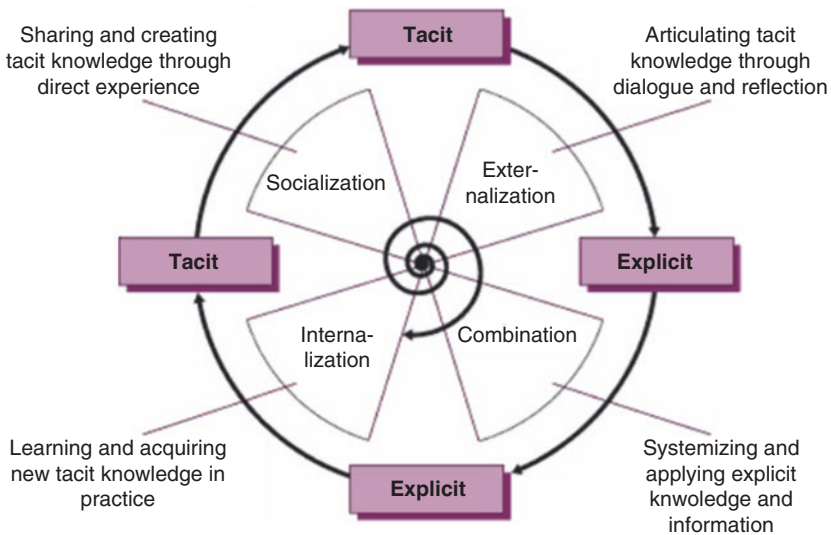 Sharing and creating
tacit knowledge through
direct experience
Tacit
Articulating tacit
knowledge through
dialogue and reflection
Socialization
Exter-
nalization
Tacit
Explicit
Interna-
lization
Combination
Learning and acquiring
new tacit knowledge in
practice
Explicit
Systemizing and
applying explicit
knwoledge and
information